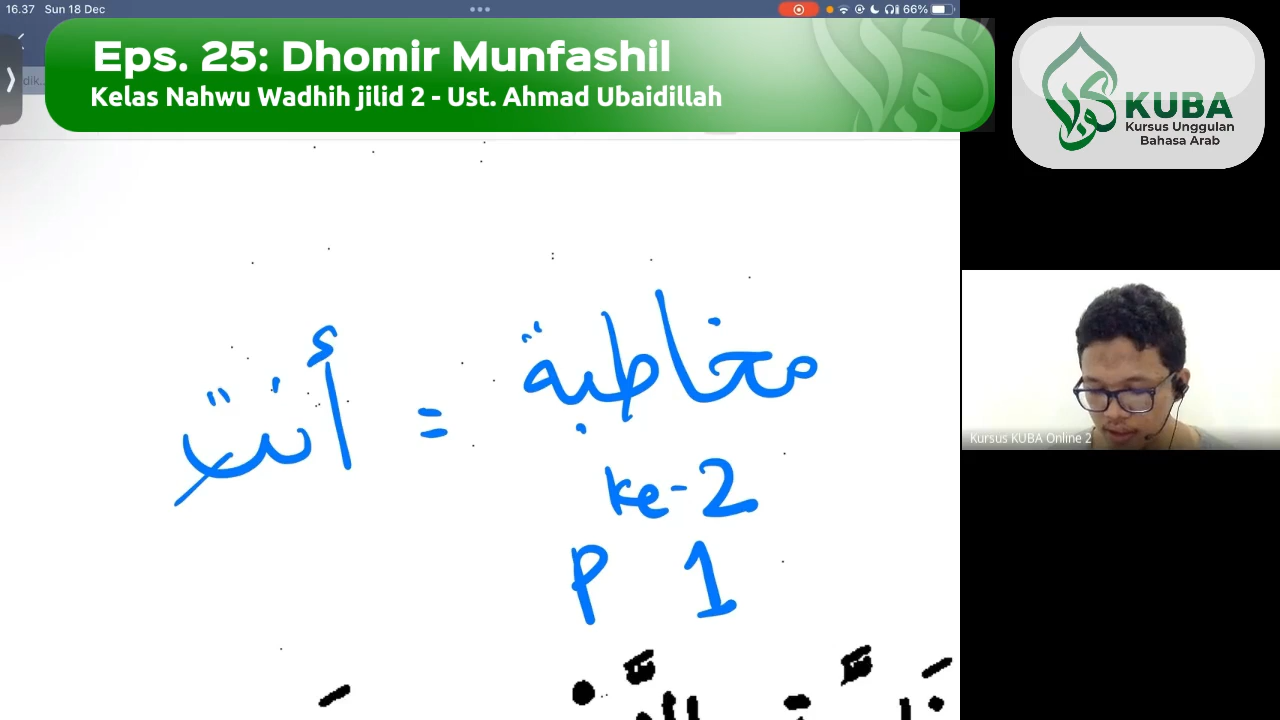 16.37 Sun 18 Dec
66%
Eps. 25: Dhomir Munfashil
Kelas Nahwu Wadhih jilid 2 - Ust. Ahmad Ubaidillah
KUBA
Kursus Unggulan
Bahasa Arab
مخاطبة = أنتِ
ke-2
P 1
Kursus KUBA Online 2